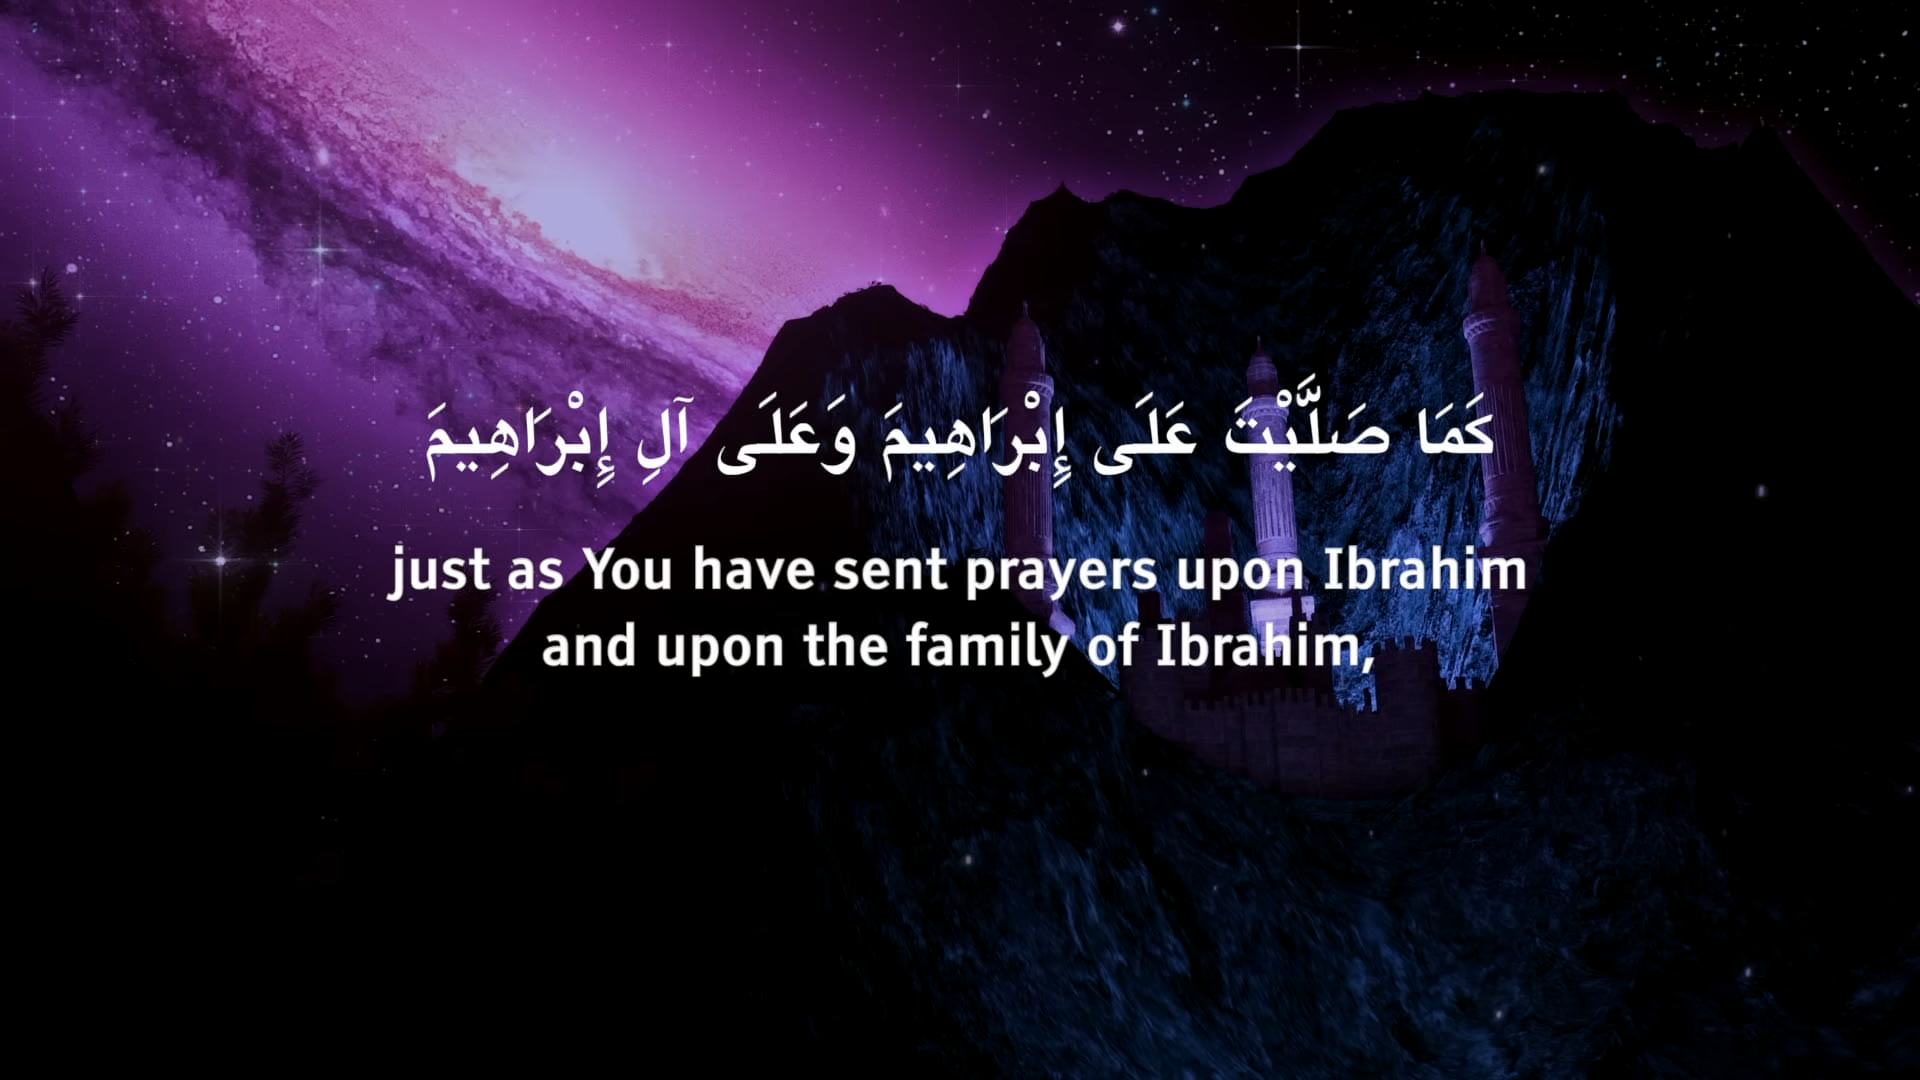 كَمَا صَلَّيْتَ عَلَى إِبْرَاهِيمَ وَعَلَى آلِ إِبْرَاهِيمَ
just as You have sent prayers upon Ibrahim
and upon the family of Ibrahim,